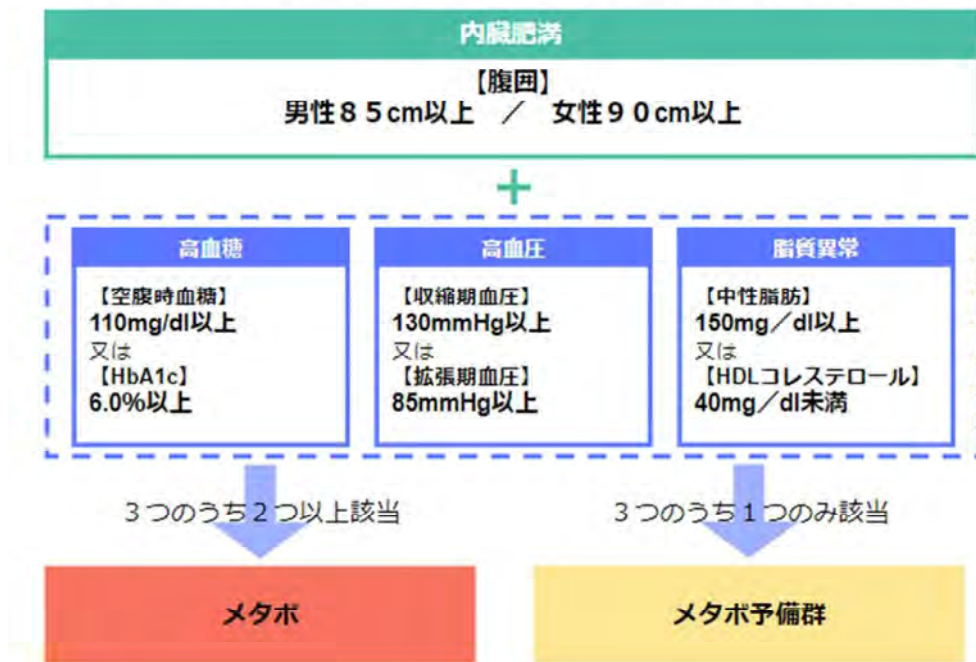 内臓肥満
【腹囲】
男性８５cm以上　／　女性９０cm以上
＋
高血糖
【空腹時血糖】
110mg/dl以上
又は
【HbA1c】
6.0%以上
高血圧
【収縮期血圧】
130mmHg以上
又は
【拡張期血圧】
85mmHg以上
脂質異常
【中性脂肪】
150mg／dl以上
又は
【HDLコレステロール】
40mg／dl未満
３つのうち２つ以上該当
３つのうち１つのみ該当
メタボ
メタボ予備群